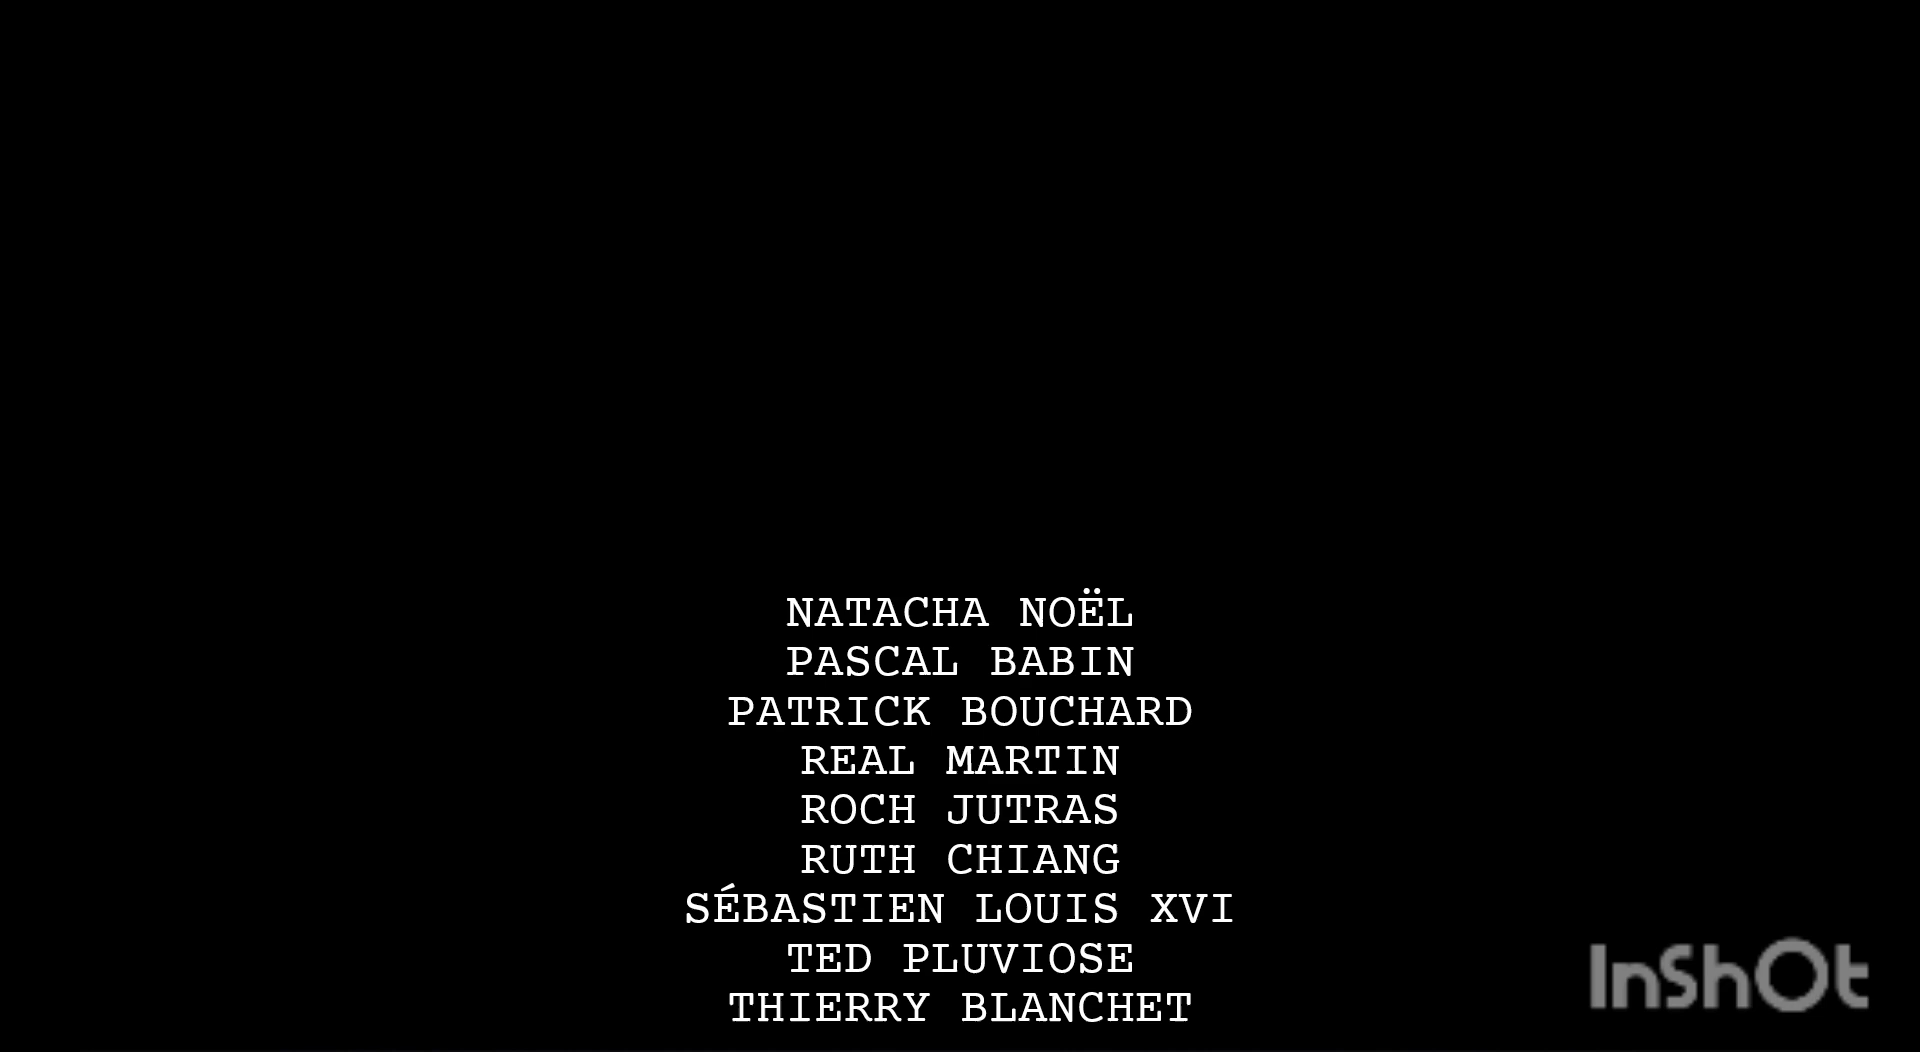 NATACHA NOËL
PASCAL BABIN
PATRICK BOUCHARD
REAL MARTIN
ROCH JUTRAS
RUTH CHIANG
SÉBASTIEN LOUIS XVI
TED PLUVIOSE
THIERRY BLANCHET
InShOt